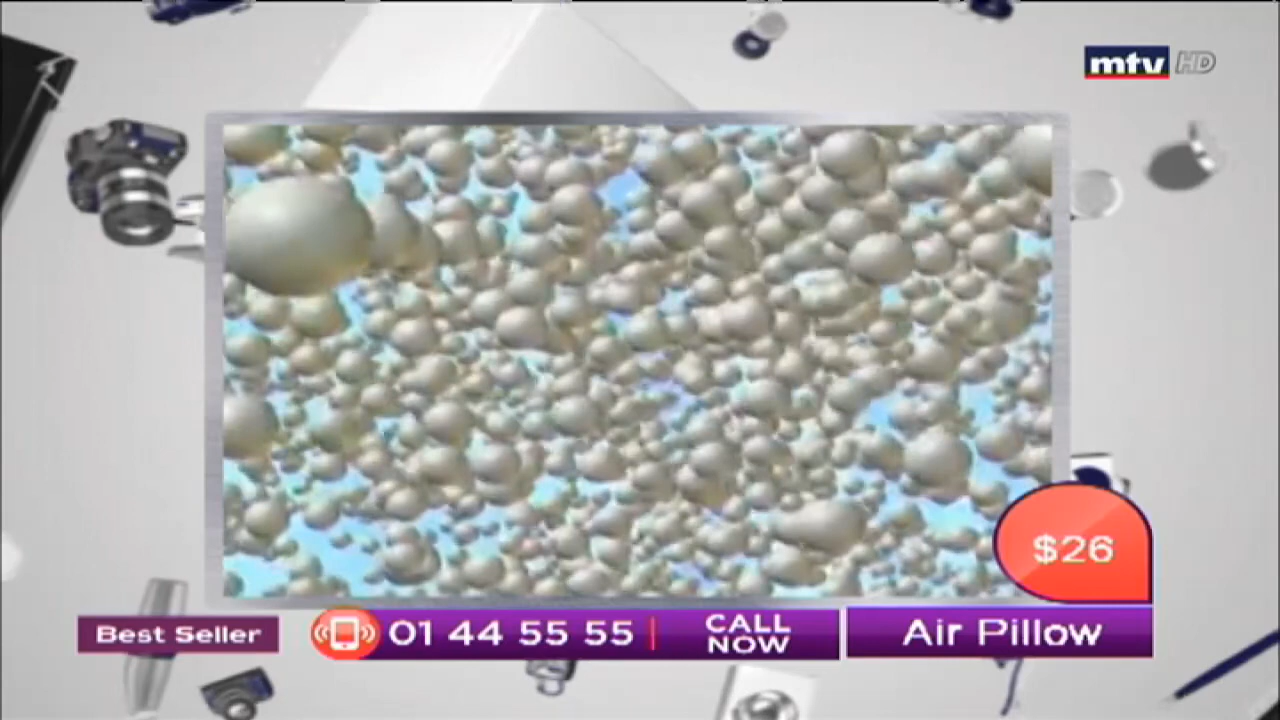 mtv HD
$26
Best Seller
01 44 55 55
CALL
NOW
Air Pillow